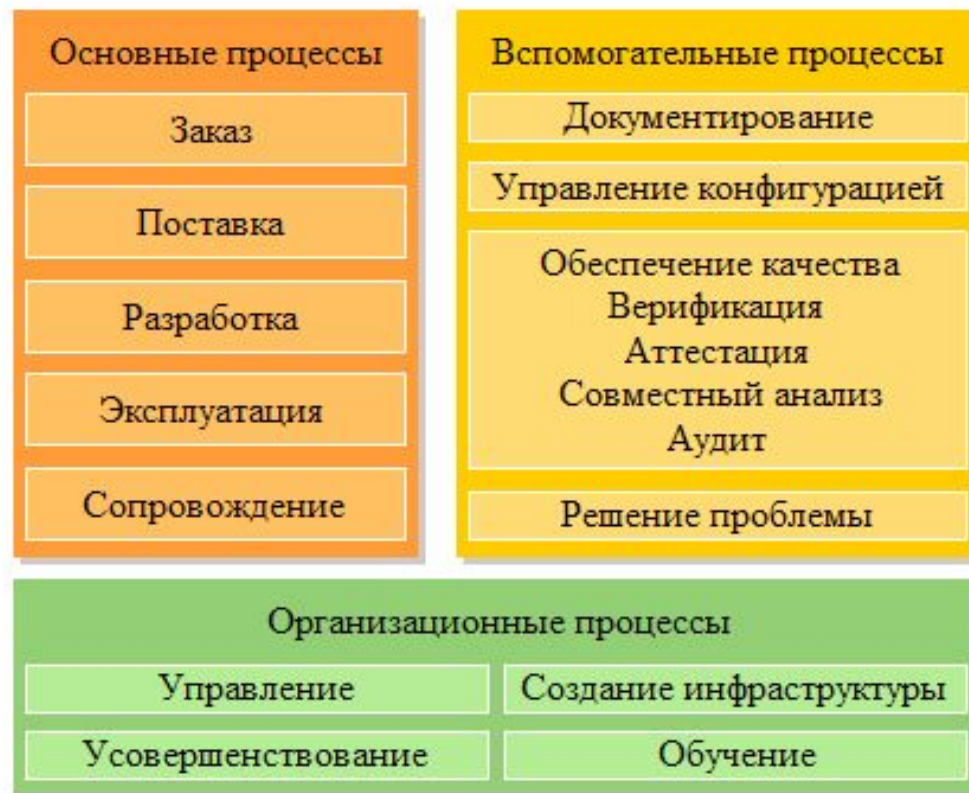 Основные процессы
Заказ
Поставка
Разработка
Эксплуатация
Сопровождение
Вспомогательные процессы
Документирование
Управление конфигурацией
Обеспечение качества
Верификация
Аттестация
Совместный анализ
Аудит
Решение проблемы
Организационные процессы
Управление
Создание инфраструктуры
Усовершенствование
Обучение